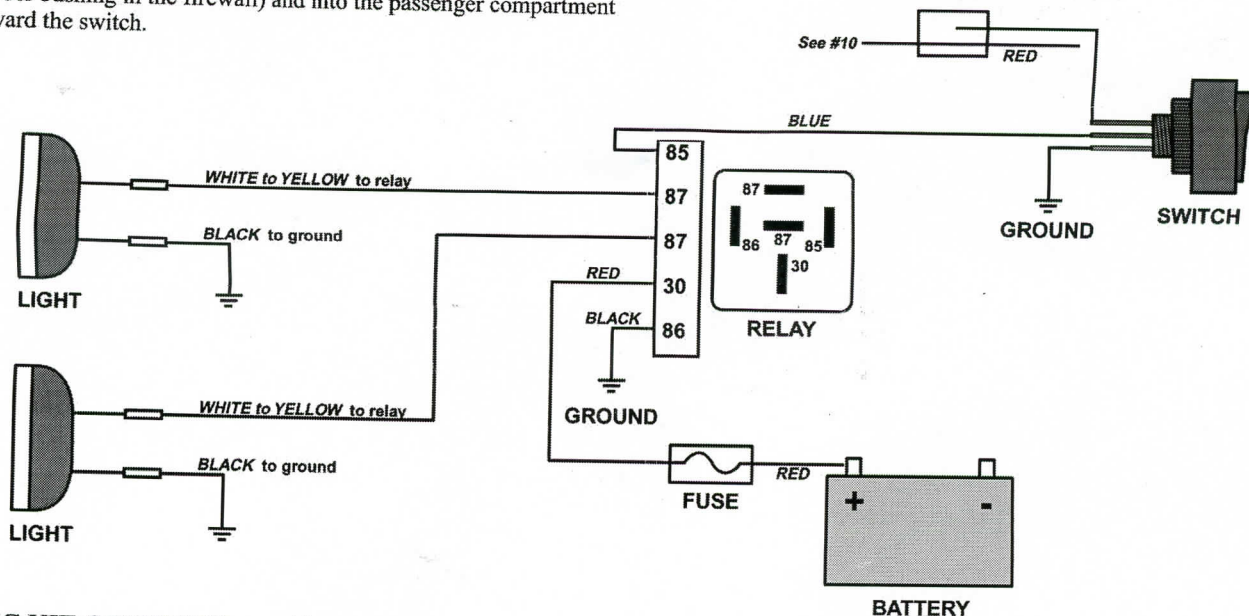 bushing in the firewall) and into the passenger compartment
the switch.
See #10
RED
BLUE
85
WHITE to YELLOW to relay
87
87
GROUND
SWITCH
BLACK to ground
87
86
87
85
RED
30
30
LIGHT
BLACK
86
RELAY
GROUND
WHITE to YELLOW to relay
BLACK to ground
RED
FUSE
+
-
LIGHT
BATTERY